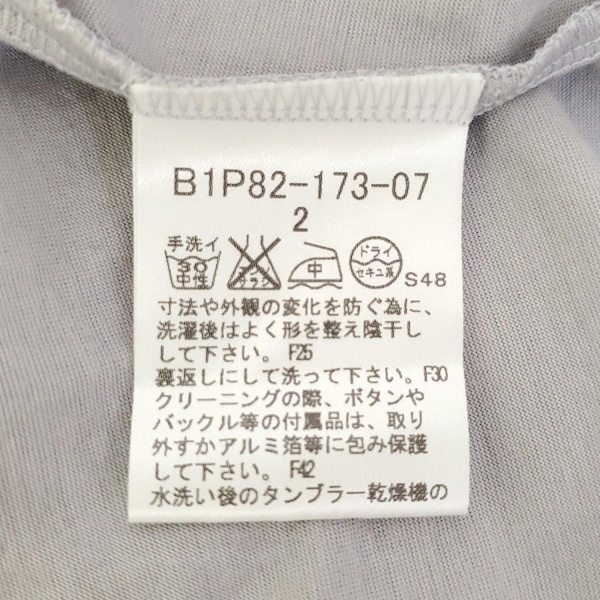 B1P82-173-07
2
手洗イ
30
中性
エンソ
サラシ
中
ドライ
セキユ系
S48
寸法や外観の変化を防ぐ為に、
洗濯後はよく形を整え陰干し
して下さい。 F25
裏返しにして洗って下さい。F30
クリーニングの際、ボタンや
バックル等の付属品は、取り
外すかアルミ箔等に包み保護
して下さい。 F42
水洗い後のタンブラー乾燥機の